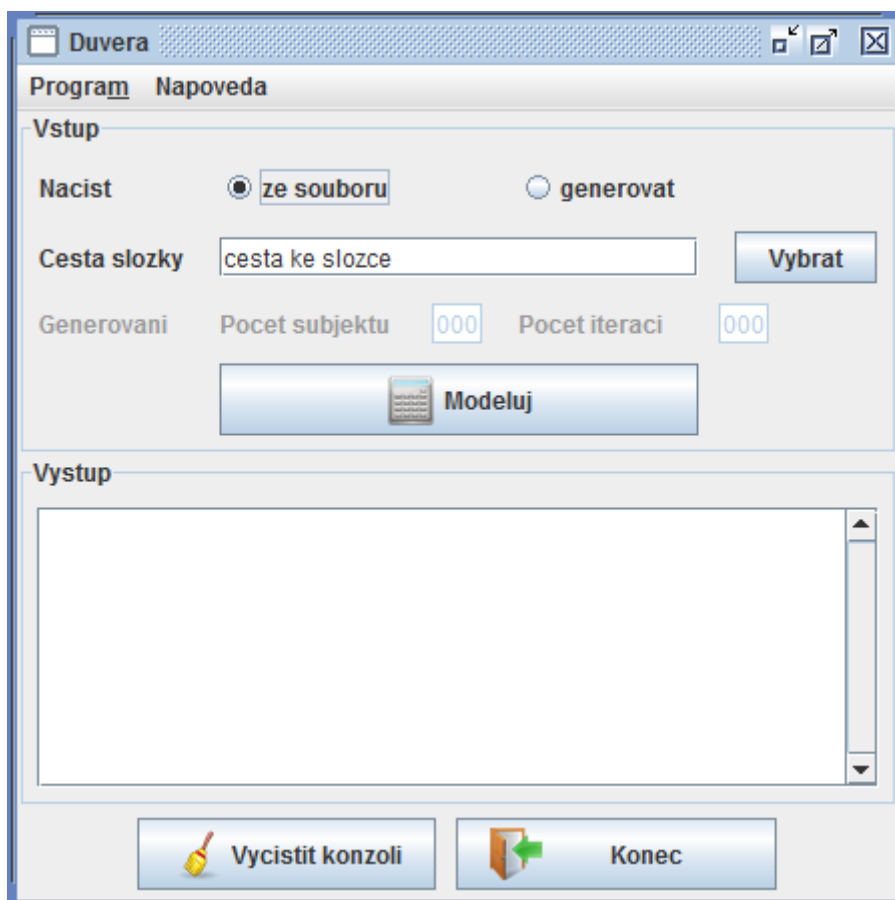 Duvera
Program Napoveda
Vstup
Nacist ze souboru generovat
Cesta slozky cesta ke slozce Vybrat
Generovani Pocet subjektu 000 Pocet iteraci 000
Modeluj
Vystup
Vycistit konzoli Konec